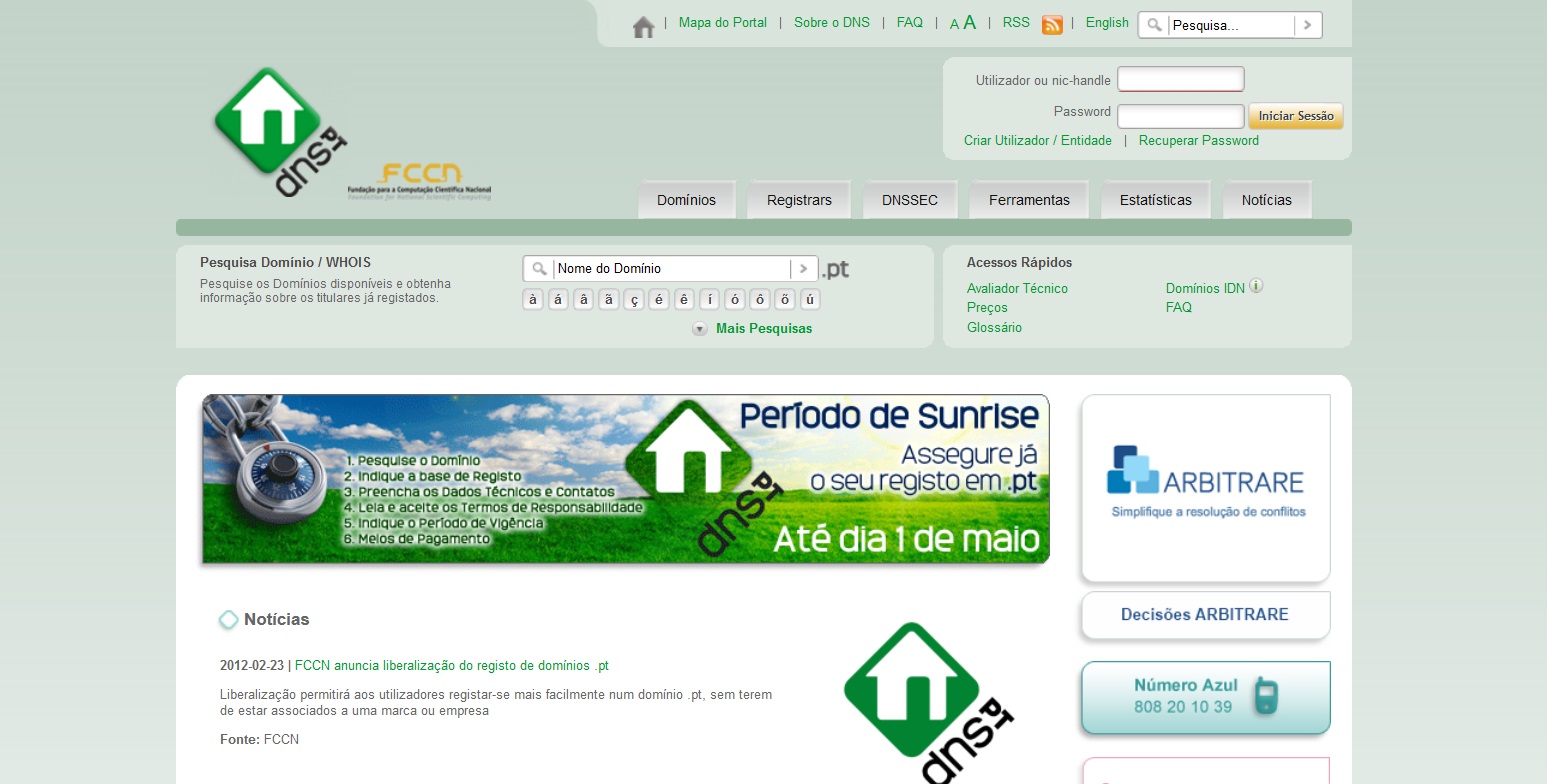 Mapa do Portal | Sobre o DNS | FAQ | A A | RSS | English
Pesquisa...
Utilizador ou nic-handle
Password
Iniciar Sessão
Criar Utilizador / Entidade | Recuperar Password
dns.pt
FCCN
Fundação para a Computação Científica Nacional
Foundation for National Scientific Computing
Domínios
Registrars
DNSSEC
Ferramentas
Estatísticas
Notícias
Pesquisa Domínio / WHOIS
Pesquise os Domínios disponíveis e obtenha
informação sobre os titulares já registados.
Nome do Domínio
.pt
à á â ã ç é ê í ó ô õ ú
Mais Pesquisas
Acessos Rápidos
Avaliador Técnico
Preços
Glossário
Domínios IDN
FAQ
1. Pesquise o Domínio
2. Indique a base de Registo
3. Preencha os Dados Técnicos e Contatos
4. Leia e aceite os Termos de Responsabilidade
5. Indique o Período de Vigência
6. Meios de Pagamento
dns.pt
Período de Sunrise
Assegure já
o seu registo em .pt
Até dia 1 de maio
ARBITRARE
Simplifique a resolução de conflitos
Decisões ARBITRARE
Número Azul
808 20 10 39
Notícias
2012-02-23 | FCCN anuncia liberalização do registo de domínios .pt
Liberalização permitirá aos utilizadores registar-se mais facilmente num domínio .pt, sem terem
de estar associados a uma marca ou empresa
Fonte: FCCN
dns.pt